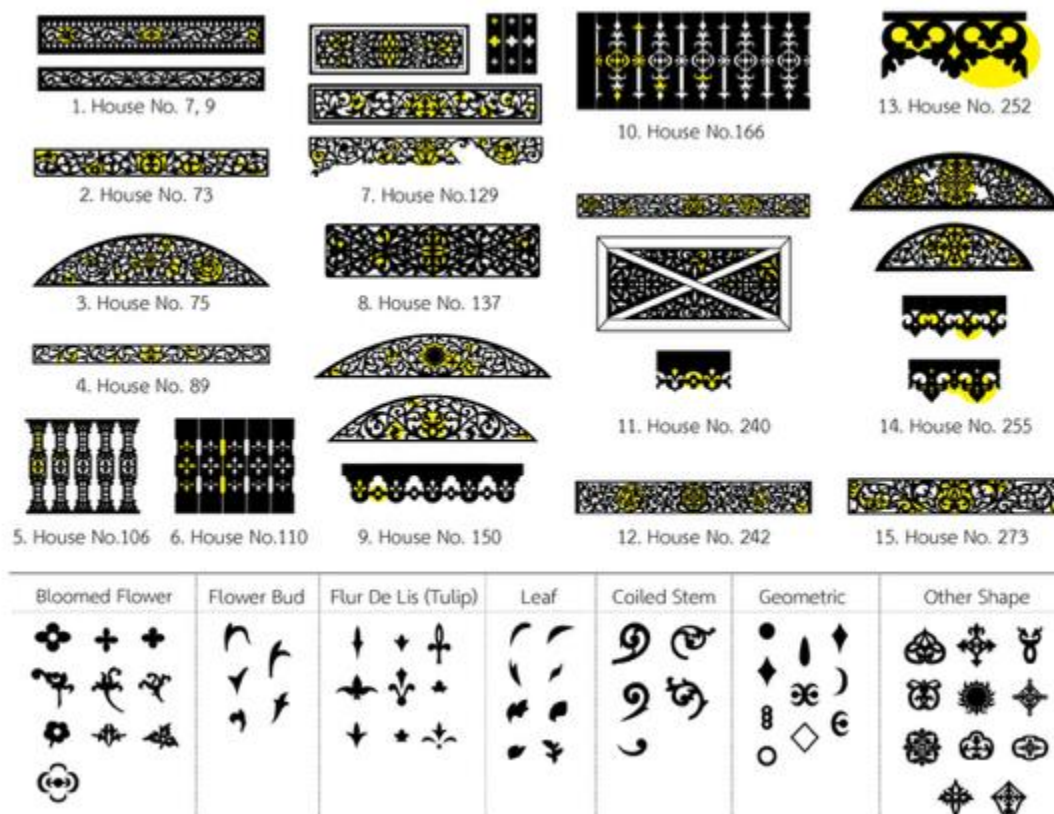 1. House No. 7, 9
2. House No. 73
3. House No. 75
4. House No. 89
5. House No.106
6. House No.110
7. House No.129
8. House No. 137
9. House No. 150
10. House No.166
11. House No. 240
12. House No. 242
13. House No. 252
14. House No. 255
15. House No. 273
Bloomed Flower
Flower Bud
Flur De Lis (Tulip)
Leaf
Coiled Stem
Geometric
Other Shape